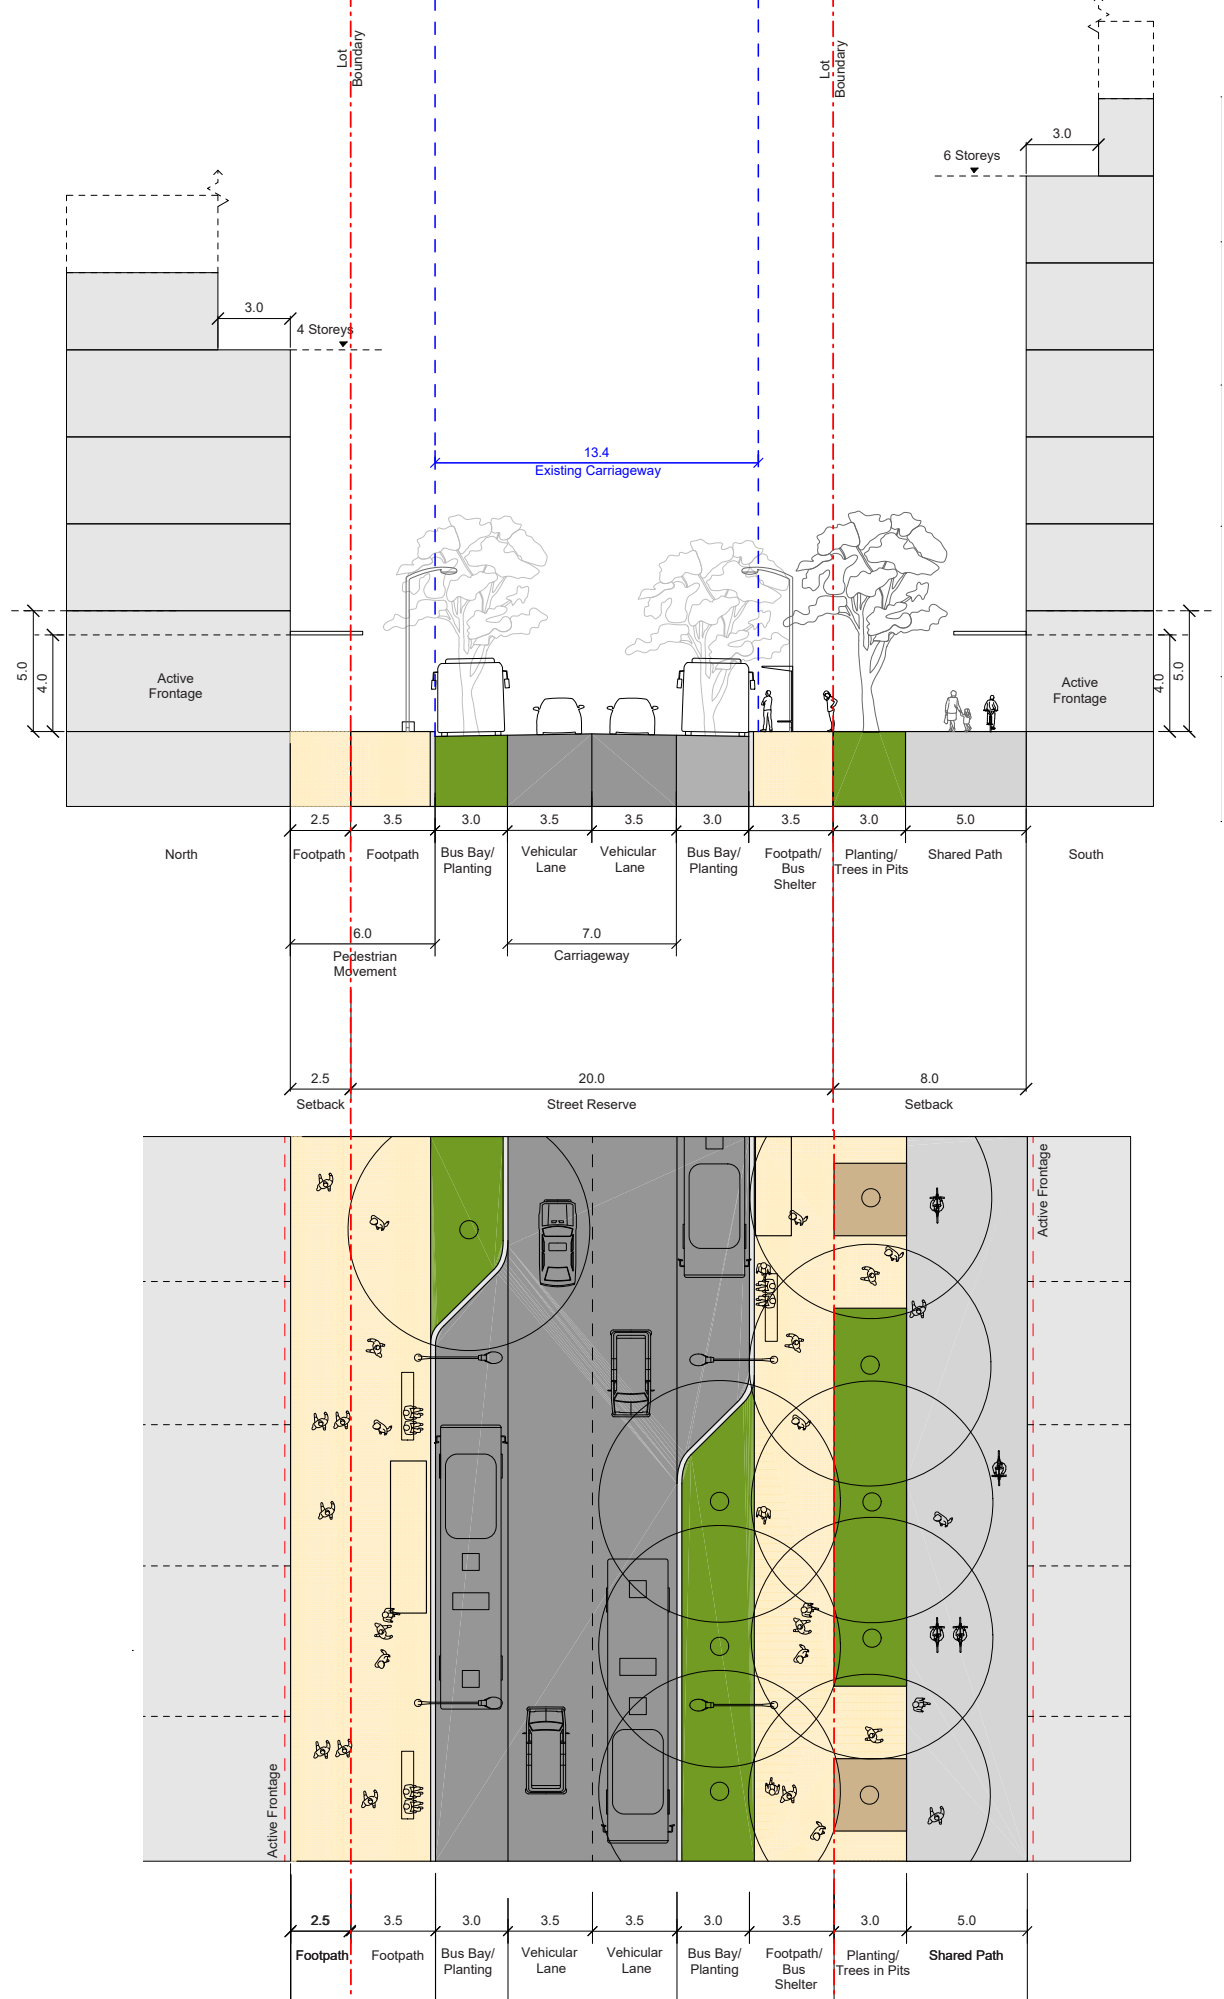 Lot
Boundary
Lot
Boundary
3.0
6 Storeys
3.0
4 Storeys
13.4
Existing Carriageway
5.0
4.0
Active
Frontage
Active
Frontage
4.0
5.0
2.5
3.5
3.0
3.5
3.5
3.0
3.5
3.0
5.0
North
Footpath
Footpath
Bus Bay/
Planting
Vehicular
Lane
Vehicular
Lane
Bus Bay/
Planting
Footpath/
Bus
Shelter
Planting/
Trees in Pits
Shared Path
South
6.0
Pedestrian
Movement
7.0
Carriageway
2.5
Setback
20.0
Street Reserve
8.0
Setback
Active Frontage
Active Frontage
2.5
3.5
3.0
3.5
3.5
3.0
3.5
3.0
5.0
Footpath
Footpath
Bus Bay/
Planting
Vehicular
Lane
Vehicular
Lane
Bus Bay/
Planting
Footpath/
Bus
Shelter
Planting/
Trees in Pits
Shared Path